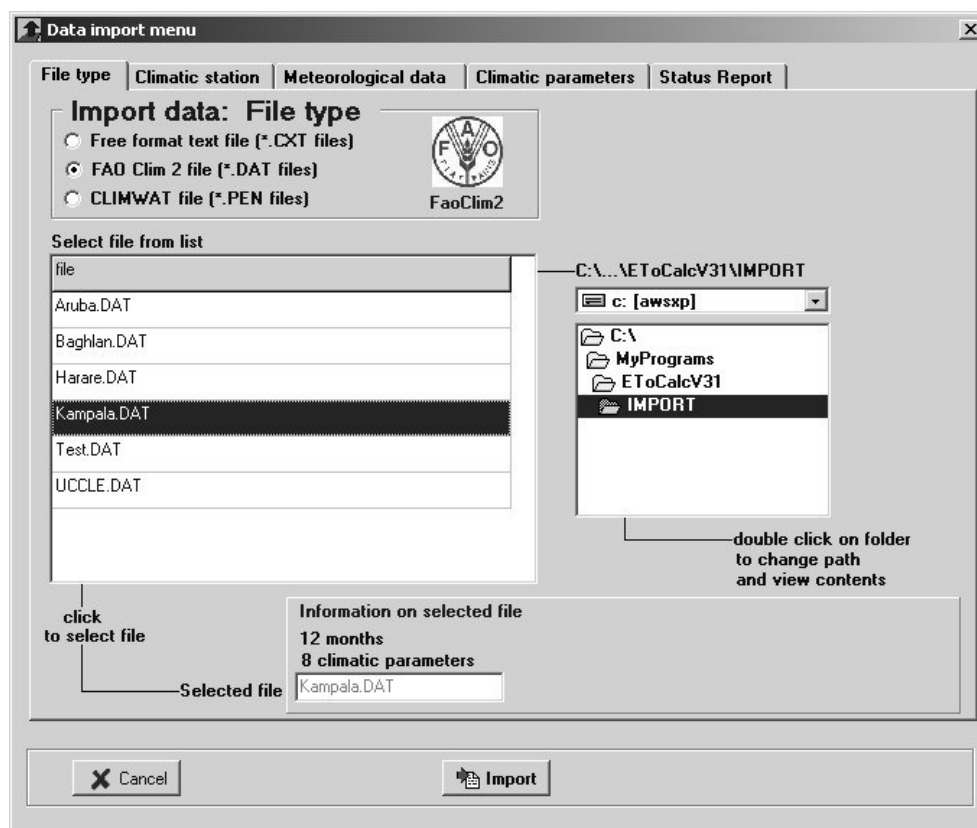 Data import menu
File type
Climatic station
Meteorological data
Climatic parameters
Status Report
Import data: File type
Free format text file (*.CXT files)
FAO Clim 2 file (*.DAT files)
CLIMWAT file (*.PEN files)
F A O
FaoClim2
Select file from list
file
Aruba.DAT
Baghlan.DAT
Harare.DAT
Kampala.DAT
Test.DAT
UCCLE.DAT
C:\...\EToCalcV31\IMPORT
c: [awsxp]
C:\
MyPrograms
EToCalcV31
IMPORT
double click on folder
to change path
and view contents
click
to select file
Selected file
Information on selected file
12 months
8 climatic parameters
Kampala.DAT
Cancel
Import